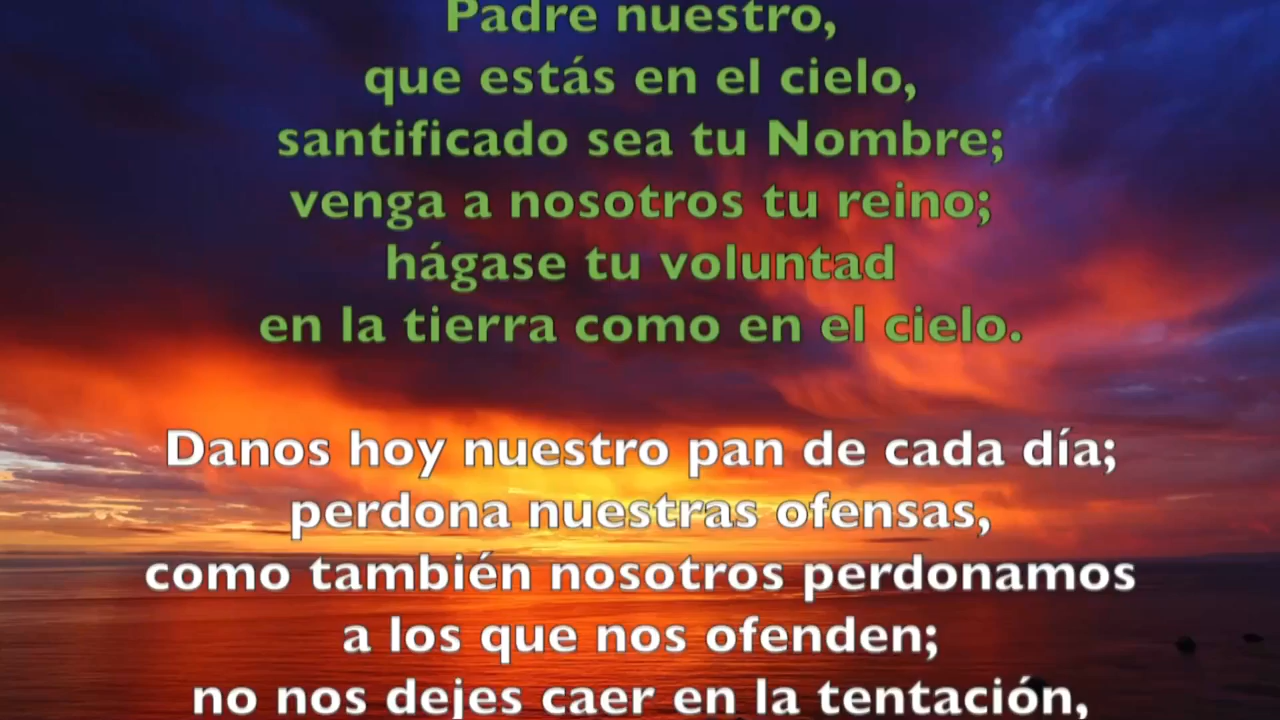 Padre nuestro,
que estás en el cielo,
santificado sea tu Nombre;
venga a nosotros tu reino;
hágase tu voluntad
en la tierra como en el cielo.
Danos hoy nuestro pan de cada día;
perdona nuestras ofensas,
como también nosotros perdonamos
a los que nos ofenden;
no nos dejes caer en la tentación,